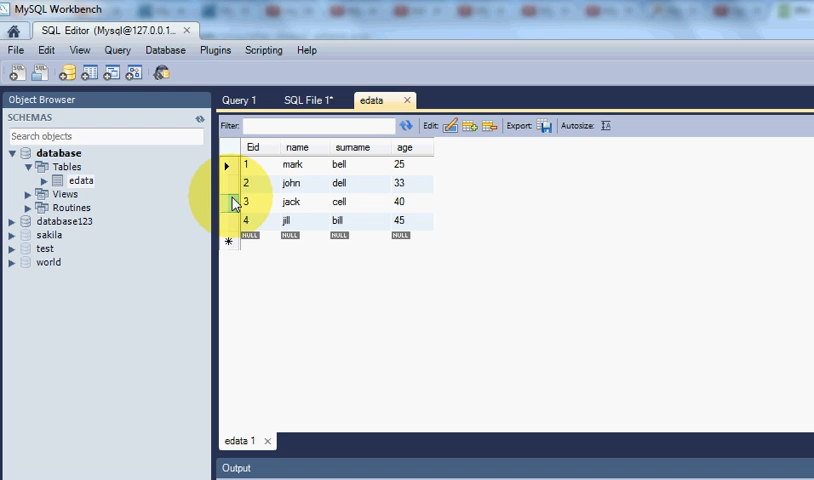 MySQL Workbench
SQL Editor (Mysql@127.0.0.1... ×
File Edit View Query Database Plugins Scripting Help
Object Browser
SCHEMAS
Search objects
database
Tables
edata
Views
Routines
database123
sakila
test
world
Query 1 SQL File 1* edata ×
Filter: Edit: Export: Autosize:
Eid name surname age
1 mark bell 25
2 john dell 33
3 jack cell 40
4 jill bill 45
NULL NULL NULL NULL
edata 1 ×
Output